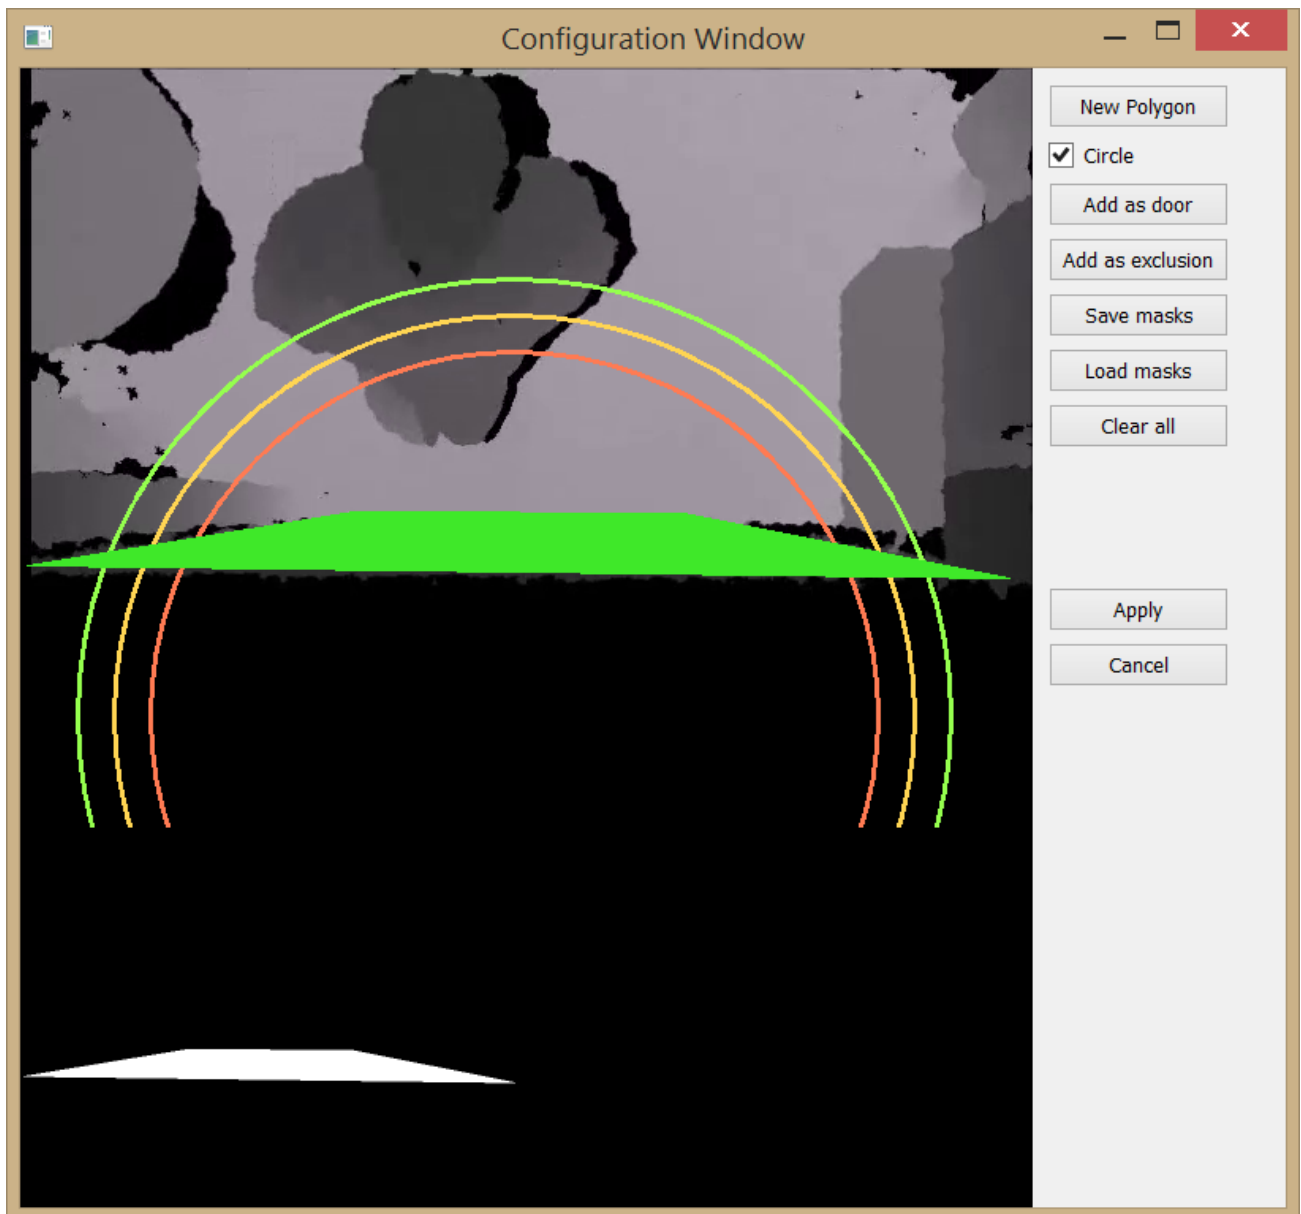 Configuration Window
New Polygon
Circle
Add as door
Add as exclusion
Save masks
Load masks
Clear all
Apply
Cancel